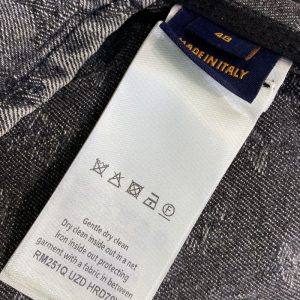 48
MADE IN ITALY
F
Gentle dry clean
Dry clean inside out in a net
Iron inside out protecting
garment with a fabric in between
RM251Q UZD